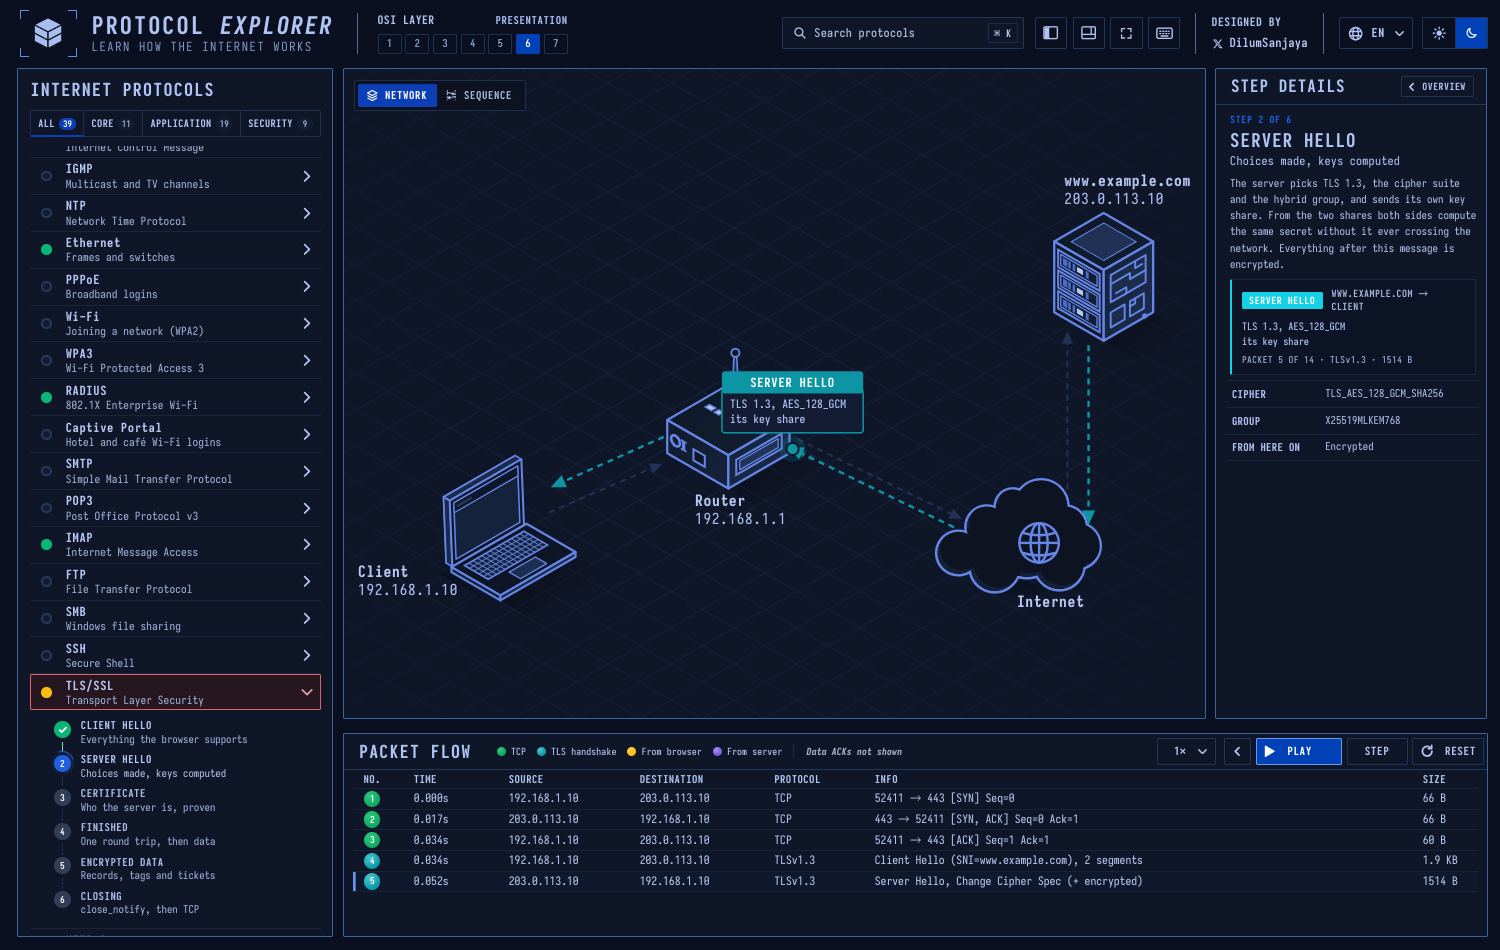 PROTOCOL EXPLORER
LEARN HOW THE INTERNET WORKS
OSI LAYER
PRESENTATION
1 2 3 4 5 6 7
Search protocols
⌘ K
DESIGNED BY
DilumSanjaya
EN
INTERNET PROTOCOLS
ALL 39
CORE 11
APPLICATION 19
SECURITY 9
Internet Control Message
IGMP
Multicast and TV channels
NTP
Network Time Protocol
Ethernet
Frames and switches
PPPoE
Broadband logins
Wi-Fi
Joining a network (WPA2)
WPA3
Wi-Fi Protected Access 3
RADIUS
802.1X Enterprise Wi-Fi
Captive Portal
Hotel and café Wi-Fi logins
SMTP
Simple Mail Transfer Protocol
POP3
Post Office Protocol v3
IMAP
Internet Message Access
FTP
File Transfer Protocol
SMB
Windows file sharing
SSH
Secure Shell
TLS/SSL
Transport Layer Security
CLIENT HELLO
Everything the browser supports
2
SERVER HELLO
Choices made, keys computed
3
CERTIFICATE
Who the server is, proven
4
FINISHED
One round trip, then data
5
ENCRYPTED DATA
Records, tags and tickets
6
CLOSING
close_notify, then TCP
NETWORK
SEQUENCE
www.example.com
203.0.113.10
SERVER HELLO
TLS 1.3, AES_128_GCM
its key share
Router
192.168.1.1
Client
192.168.1.10
Internet
STEP DETAILS
OVERVIEW
STEP 2 OF 6
SERVER HELLO
Choices made, keys computed
The server picks TLS 1.3, the cipher suite
and the hybrid group, and sends its own key
share. From the two shares both sides compute
the same secret without it ever crossing the
network. Everything after this message is
encrypted.
SERVER HELLO
WWW.EXAMPLE.COM →
CLIENT
TLS 1.3, AES_128_GCM
its key share
PACKET 5 OF 14 · TLSv1.3 · 1514 B
CIPHER TLS_AES_128_GCM_SHA256
GROUP X25519MLKEM768
FROM HERE ON Encrypted
PACKET FLOW
TCP
TLS handshake
From browser
From server
Data ACKs not shown
1×
PLAY
STEP
RESET
NO. TIME SOURCE DESTINATION PROTOCOL INFO SIZE
1 0.000s 192.168.1.10 203.0.113.10 TCP 52411 → 443 [SYN] Seq=0 66 B
2 0.017s 203.0.113.10 192.168.1.10 TCP 443 → 52411 [SYN, ACK] Seq=0 Ack=1 66 B
3 0.034s 192.168.1.10 203.0.113.10 TCP 52411 → 443 [ACK] Seq=1 Ack=1 60 B
4 0.034s 192.168.1.10 203.0.113.10 TLSv1.3 Client Hello (SNI=www.example.com), 2 segments 1.9 KB
5 0.052s 203.0.113.10 192.168.1.10 TLSv1.3 Server Hello, Change Cipher Spec (+ encrypted) 1514 B